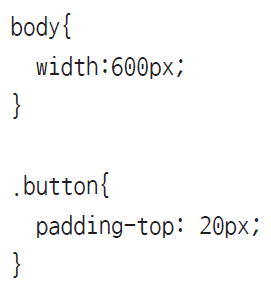 body{
  width:600px;
}

.button{
  padding-top: 20px;
}